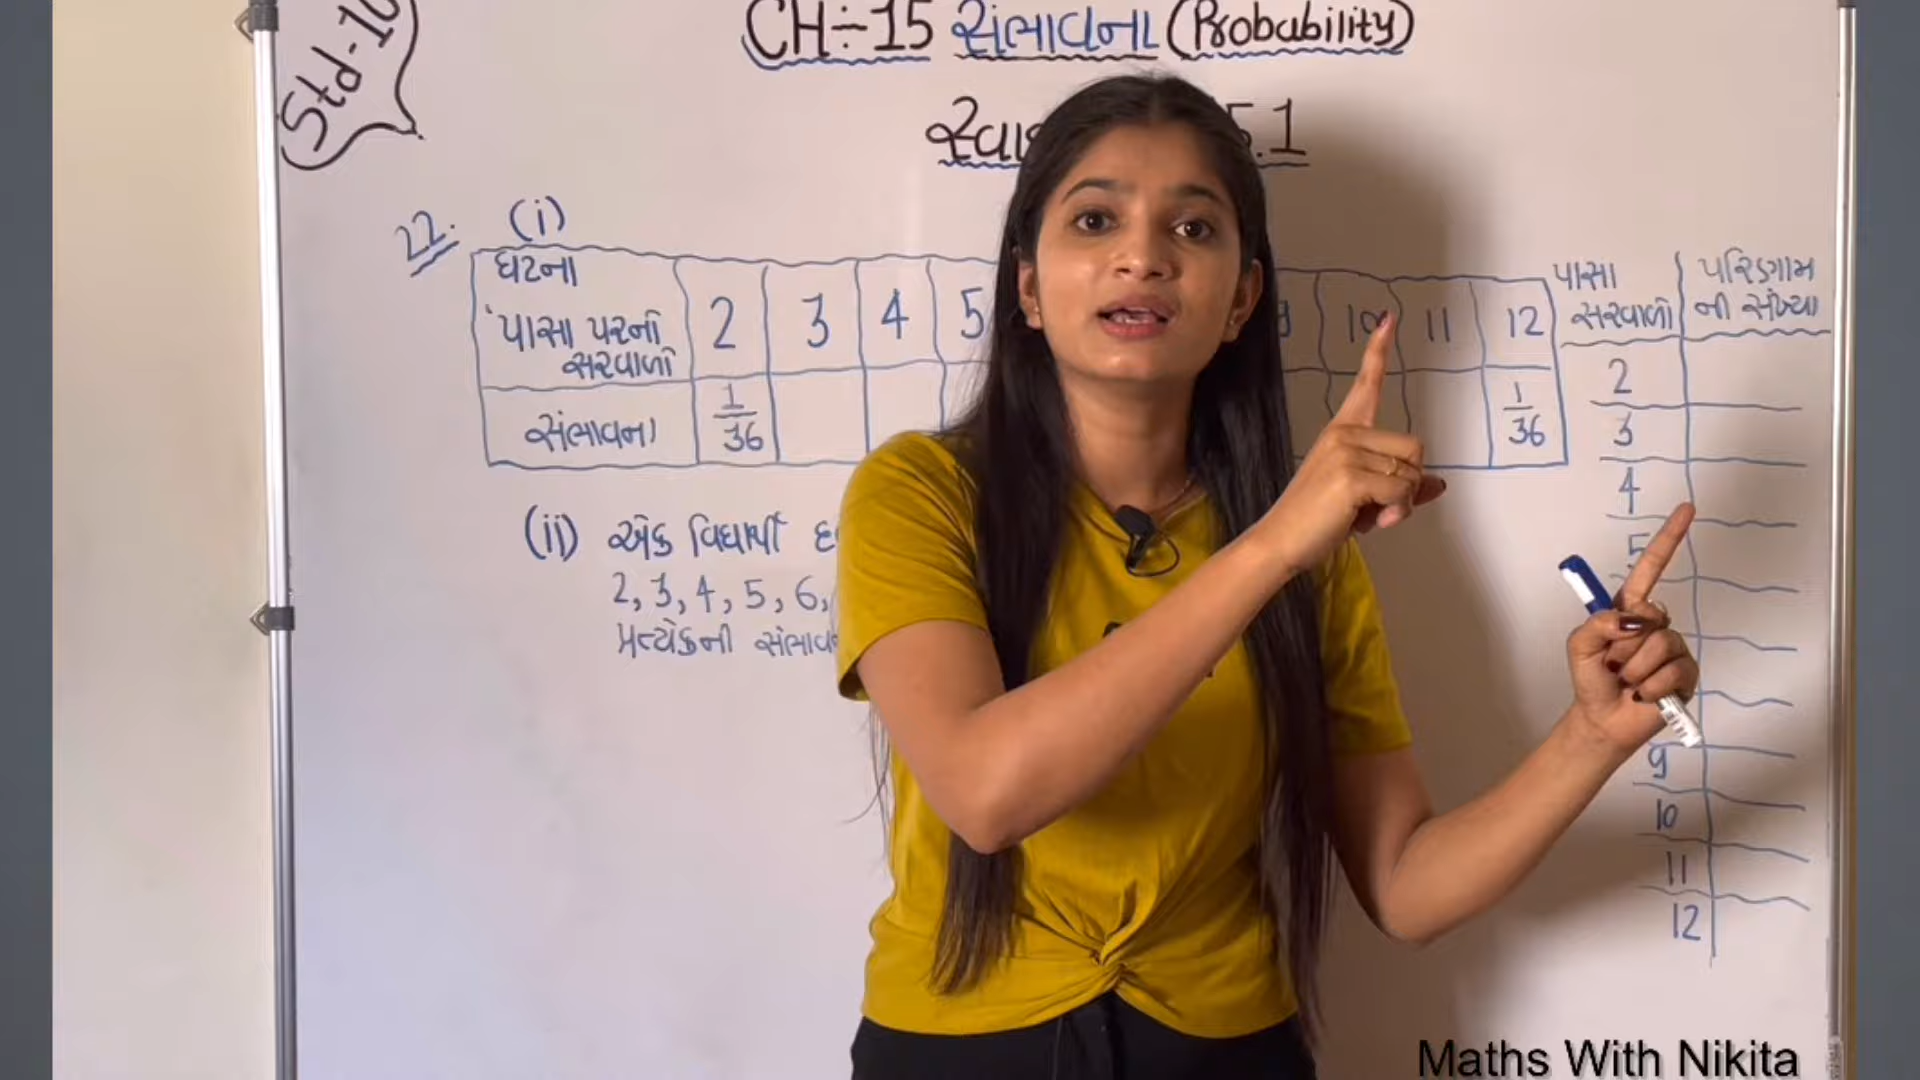 Std-10
CH÷-15 સંભાવના (Probability)
.1
22. (i)
ઘટના
પાસા પરનો સરવાળો
2 3 4 5 10 11 12
સંભાવના
1/36 1/36
(ii) એક વિદ્યાર્થી
2, 3, 4, 5, 6,
પ્રત્યેકની
પાસા સરવાળો
પરિણામ ની સંખ્યા
2
3
4
5
9
10
11
12
Maths With Nikita